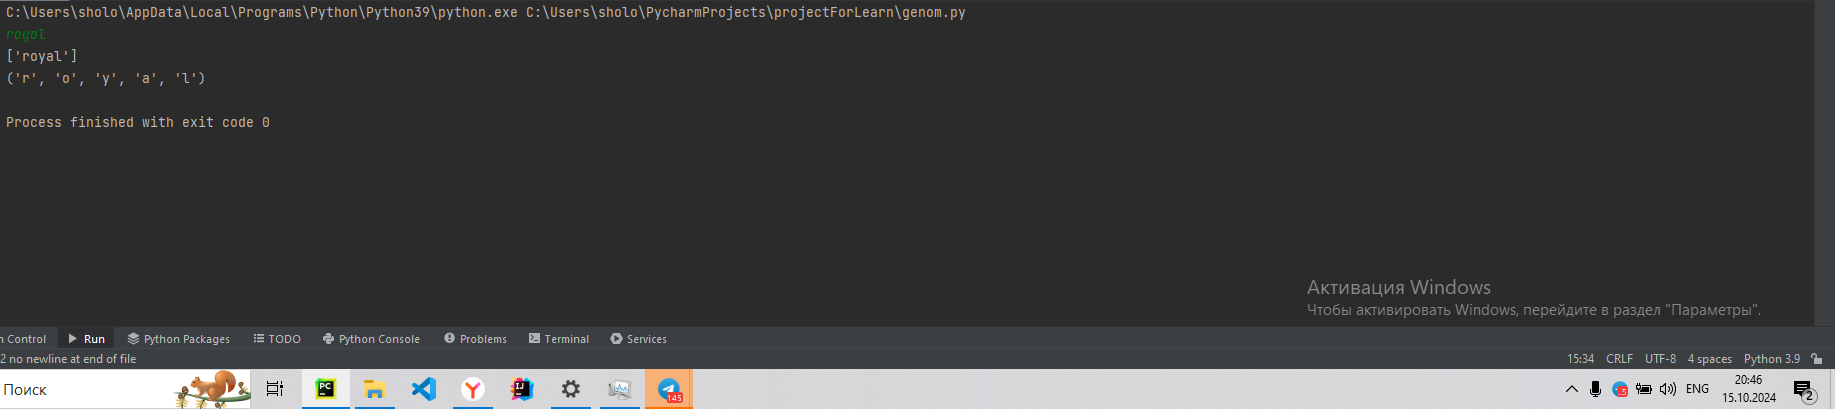 C:\Users\sholo\AppData\Local\Programs\Python\Python39\python.exe C:\Users\sholo\PycharmProjects\projectForLearn\genom.py
royal
['royal']
('r', 'o', 'y', 'a', 'l')
Process finished with exit code 0
Активация Windows
Чтобы активировать Windows, перейдите в раздел "Параметры".
Control Run Python Packages TODO Python Console Problems Terminal Services
2 no newline at end of file 15:34 CRLF UTF-8 4 spaces Python 3.9
Поиск PC IJ 145 ENG 20:46 2
15.10.2024